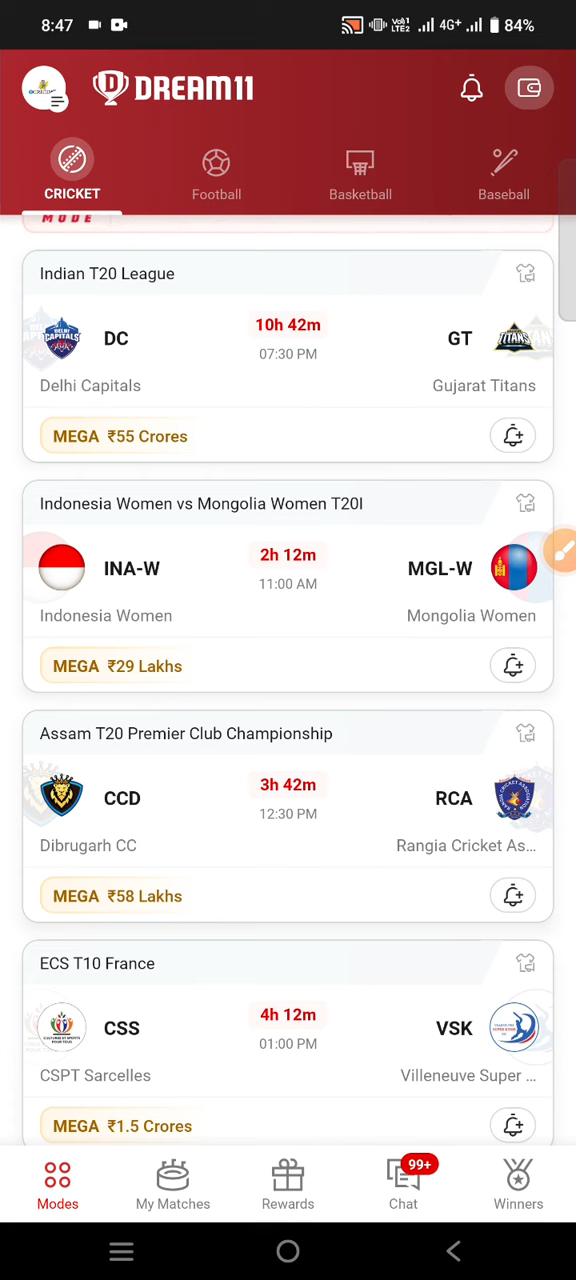 8:47
Vol1 LTE2 4G+ 84%
DREAM11
CRICKET Football Basketball Baseball
MODE
Indian T20 League
DC 10h 42m GT
07:30 PM
Delhi Capitals Gujarat Titans
MEGA ₹55 Crores
Indonesia Women vs Mongolia Women T20I
INA-W 2h 12m MGL-W
11:00 AM
Indonesia Women Mongolia Women
MEGA ₹29 Lakhs
Assam T20 Premier Club Championship
CCD 3h 42m RCA
12:30 PM
Dibrugarh CC Rangia Cricket As...
MEGA ₹58 Lakhs
ECS T10 France
CSS 4h 12m VSK
01:00 PM
CSPT Sarcelles Villeneuve Super ...
MEGA ₹1.5 Crores
99+
Modes My Matches Rewards Chat Winners